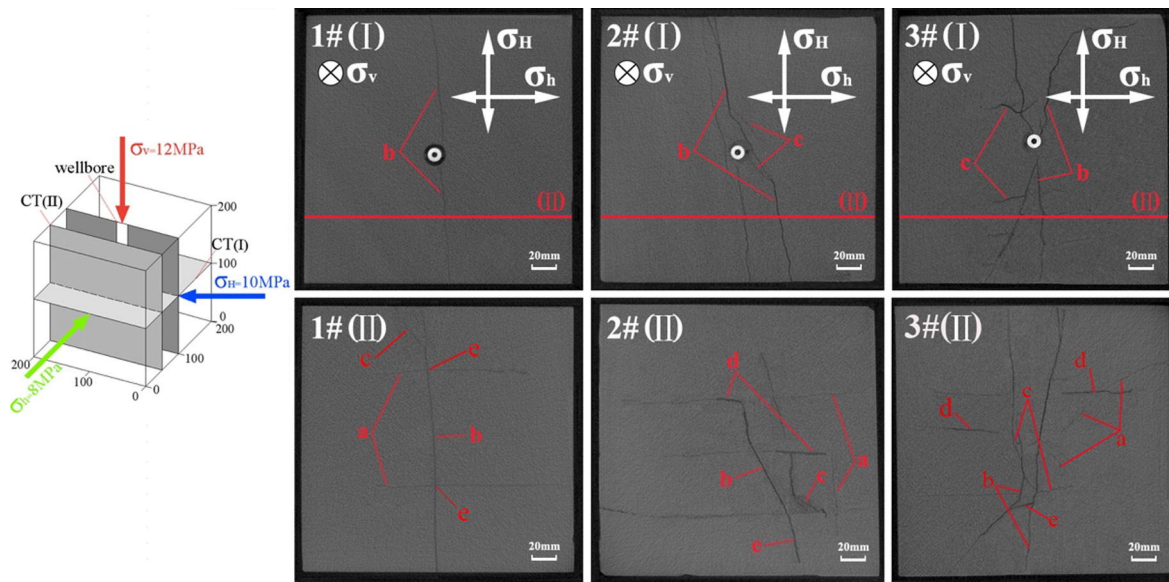 σv=12MPa
wellbore
CT(II)
200
CT(I)
100
σH=10MPa
0
200
200
100
100
0
0
σh=8MPa
1#(I)
σH
σv
σh
b
(II)
20mm
2#(I)
σH
σv
σh
c
b
(II)
20mm
3#(I)
σH
σv
σh
c
b
(II)
20mm
1#(II)
c
e
a
b
e
20mm
2#(II)
d
a
b
c
e
20mm
3#(II)
d
c
d
a
b
e
20mm